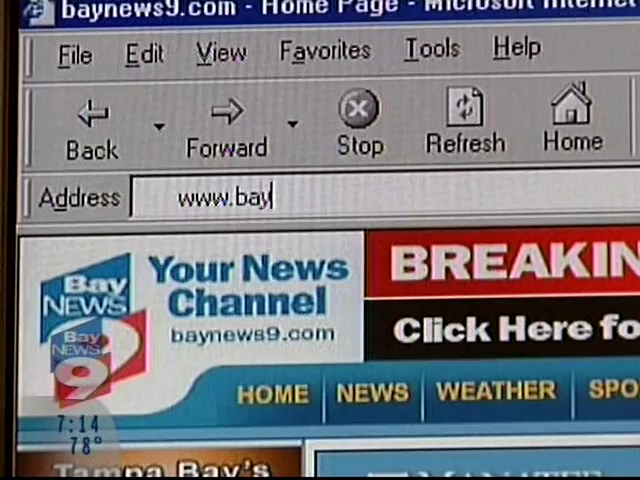 baynews9.com - Home Page - Microsoft Internet
File Edit View Favorites Tools Help
Back Forward Stop Refresh Home
Address www.bay
Bay NEWS 9
Your News Channel
baynews9.com
BREAKIN
Click Here fo
Bay NEWS 9
HOME NEWS WEATHER SPO
7:14
78°
Tampa Bay's